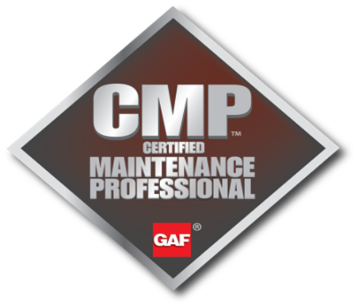 CMP™
CERTIFIED
MAINTENANCE
PROFESSIONAL
GAF®